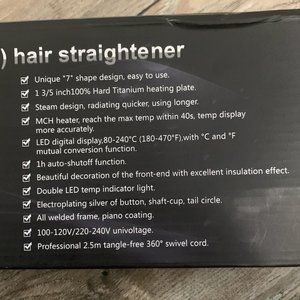 ) hair straightener
Unique "7" shape design, easy to use.
1 3/5 inch100% Hard Titanium heating plate.
Steam design, radiating quicker, using longer.
MCH heater, reach the max temp within 40s, temp display
more accurately.
LED digital display,80-240°C (180-470°F),with °C and °F
mutual conversion function.
1h auto-shutoff function.
Beautiful decoration of the front-end with excellent insulation effect.
Double LED temp indicator light.
Electroplating silver of button, shaft-cup, tail circle.
All welded frame, piano coating.
100-120V/220-240V univoltage.
Professional 2.5m tangle-free 360° swivel cord.